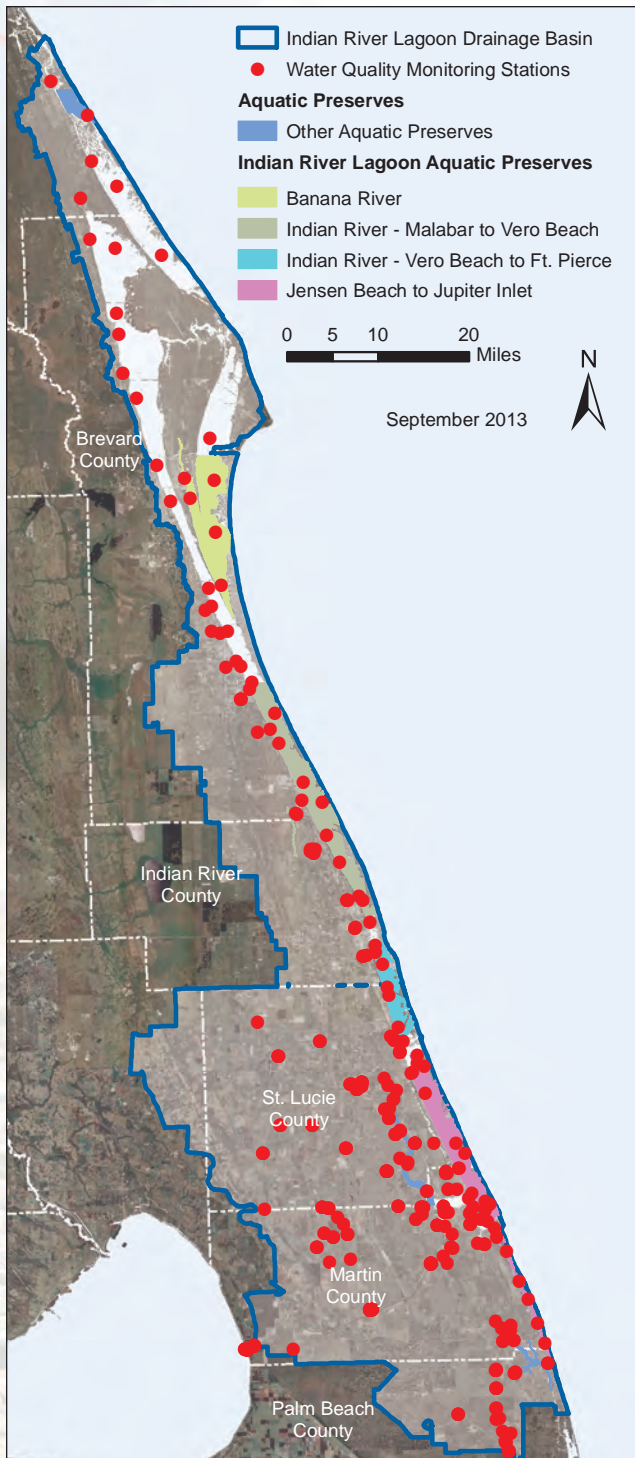 Indian River Lagoon Drainage Basin
Water Quality Monitoring Stations
Aquatic Preserves
Other Aquatic Preserves
Indian River Lagoon Aquatic Preserves
Banana River
Indian River - Malabar to Vero Beach
Indian River - Vero Beach to Ft. Pierce
Jensen Beach to Jupiter Inlet
0 5 10 20
Miles
N
September 2013
Brevard
County
Indian River
County
St. Lucie
County
Martin
County
Palm Beach
County